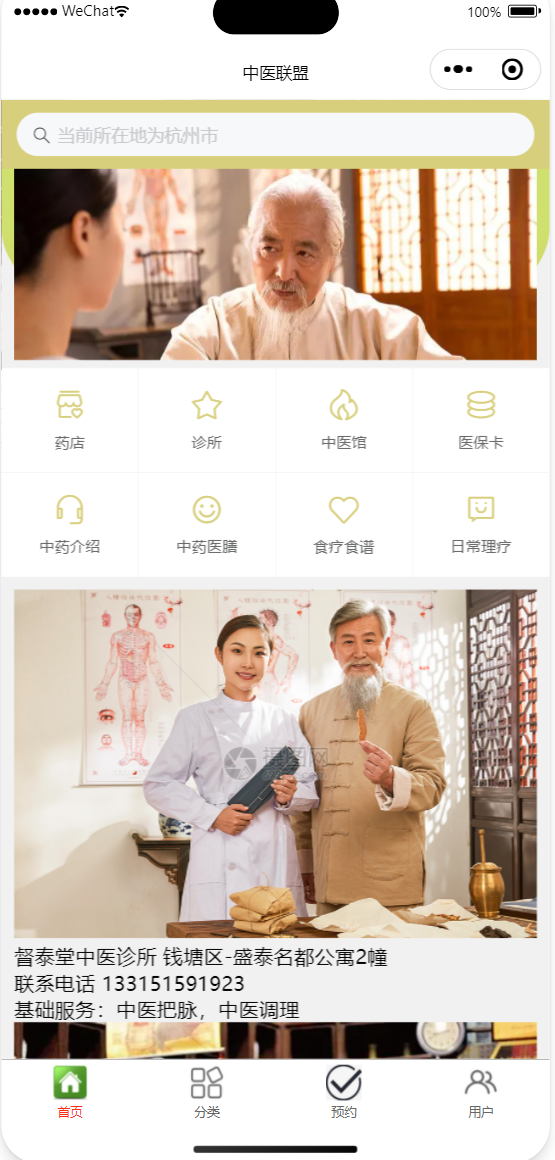 WeChat
100%
中医联盟
当前所在地为杭州市
药店
诊所
中医馆
医保卡
中药介绍
中药医膳
食疗食谱
日常理疗
摄图网
督泰堂中医诊所 钱塘区-盛泰名都公寓2幢
联系电话 133151591923
基础服务：中医把脉，中医调理
首页
分类
预约
用户